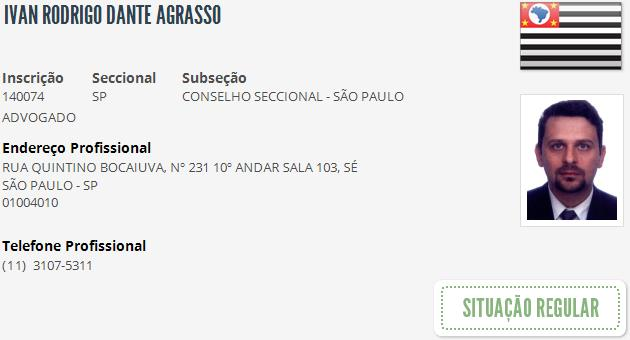 IVAN RODRIGO DANTE AGRASSO
Inscrição Seccional Subseção
140074 SP CONSELHO SECCIONAL - SÃO PAULO
ADVOGADO
Endereço Profissional
RUA QUINTINO BOCAIUVA, Nº 231 10º ANDAR SALA 103, SÉ
SÃO PAULO - SP
01004010
Telefone Profissional
(11) 3107-5311
SITUAÇÃO REGULAR